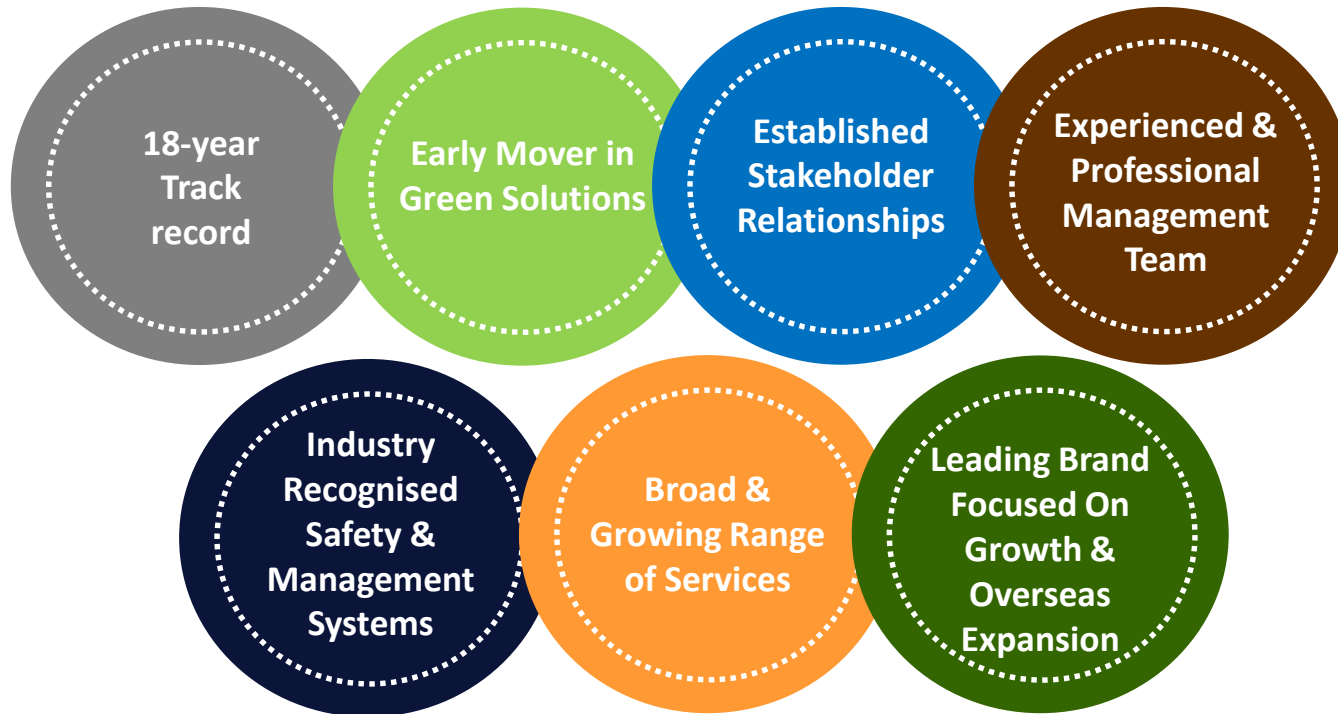 18-year
Track
record
Early Mover in
Green Solutions
Established
Stakeholder
Relationships
Experienced &
Professional
Management
Team
Industry
Recognised
Safety &
Management
Systems
Broad &
Growing Range
of Services
Leading Brand
Focused On
Growth &
Overseas
Expansion